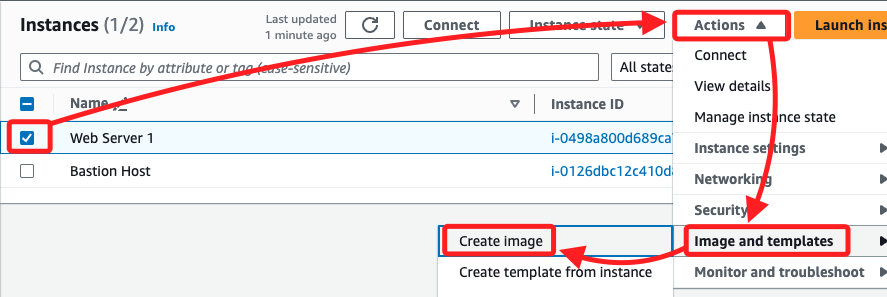 Instances (1/2) Info
Last updated
1 minute ago
Connect
Instance state
Actions
Launch ins
Find Instance by attribute or tag (case-sensitive)
All states
Name
Instance ID
Web Server 1
i-0498a800d689ca
Bastion Host
i-0126dbc12c410d
Connect
View details
Manage instance state
Instance settings
Networking
Security
Image and templates
Monitor and troubleshoot
Create image
Create template from instance